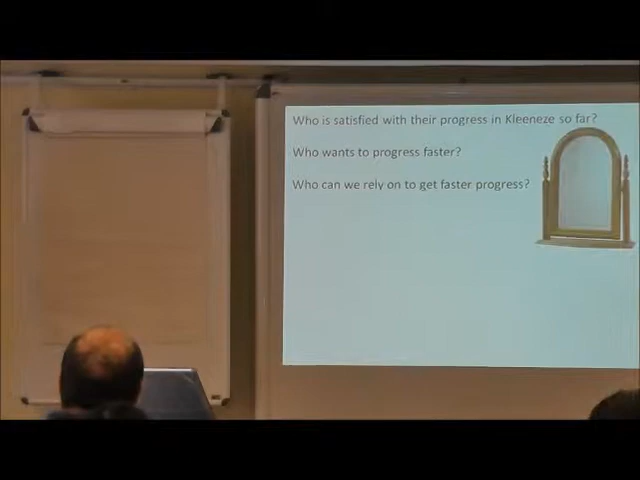 Who is satisfied with their progress in Kleeneze so far?
Who wants to progress faster?
Who can we rely on to get faster progress?